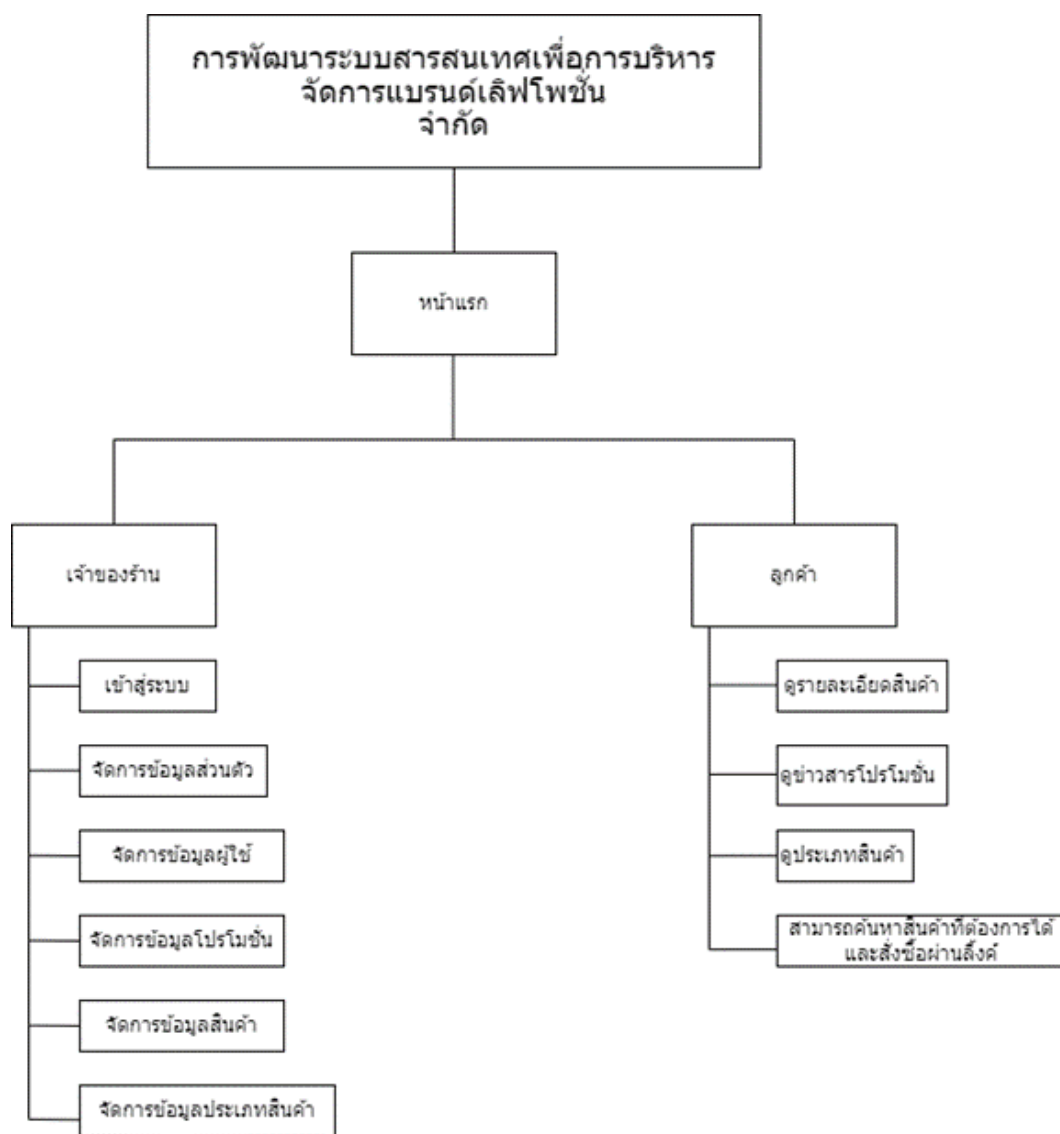 การพัฒนาระบบสารสนเทศเพื่อการบริหาร
จัดการแบรนด์เลิฟโพชั่น
จำกัด
หน้าแรก
เจ้าของร้าน
เข้าสู่ระบบ
จัดการข้อมูลส่วนตัว
จัดการข้อมูลผู้ใช้
จัดการข้อมูลโปรโมชั่น
จัดการข้อมูลสินค้า
จัดการข้อมูลประเภทสินค้า
ลูกค้า
ดูรายละเอียดสินค้า
ดูข่าวสารโปรโมชั่น
ดูประเภทสินค้า
สามารถค้นหาสินค้าที่ต้องการได้
และสั่งซื้อผ่านลิ้งค์